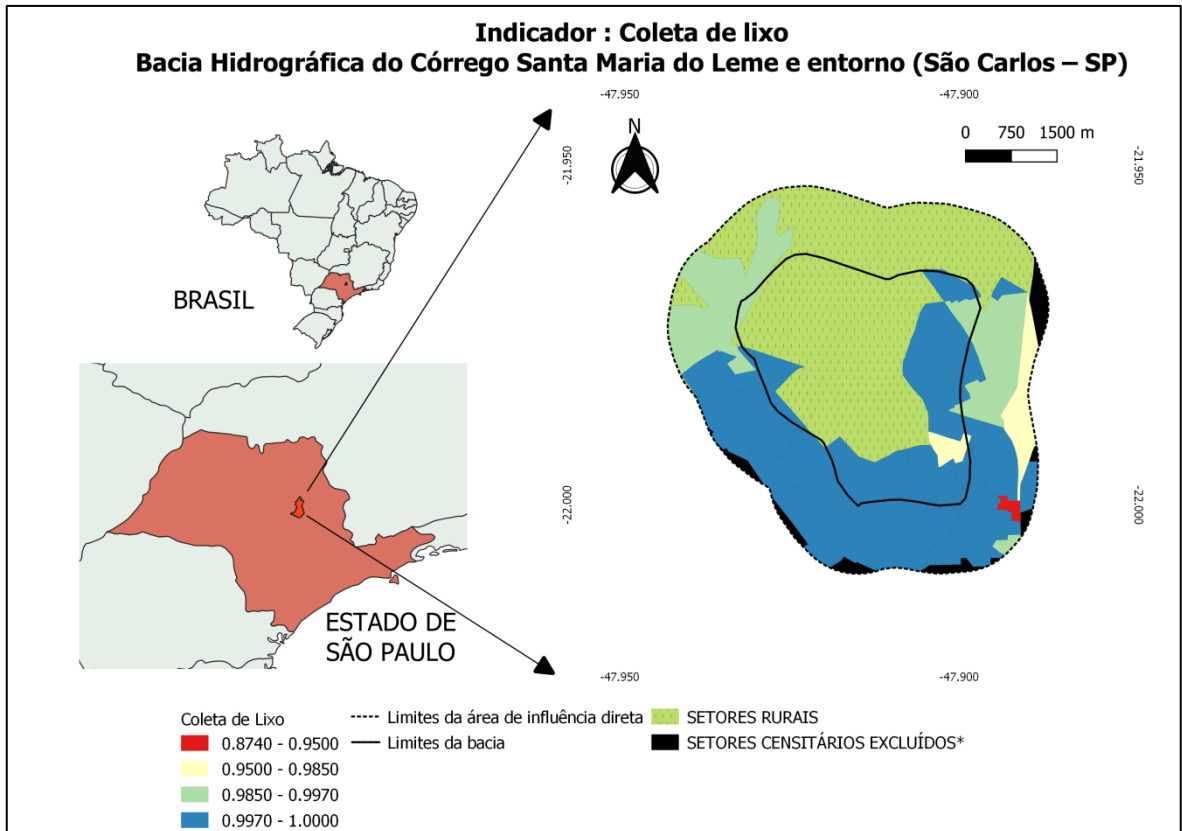 Indicador : Coleta de lixo
Bacia Hidrográfica do Córrego Santa Maria do Leme e entorno (São Carlos – SP)
-47.950
-47.900
N
0 750 1500 m
-21.950
-21.950
BRASIL
-22.000
-22.000
ESTADO DE
SÃO PAULO
-47.950
-47.900
Coleta de Lixo
0.8740 - 0.9500
0.9500 - 0.9850
0.9850 - 0.9970
0.9970 - 1.0000
Limites da área de influência direta
Limites da bacia
SETORES RURAIS
SETORES CENSITÁRIOS EXCLUÍDOS*